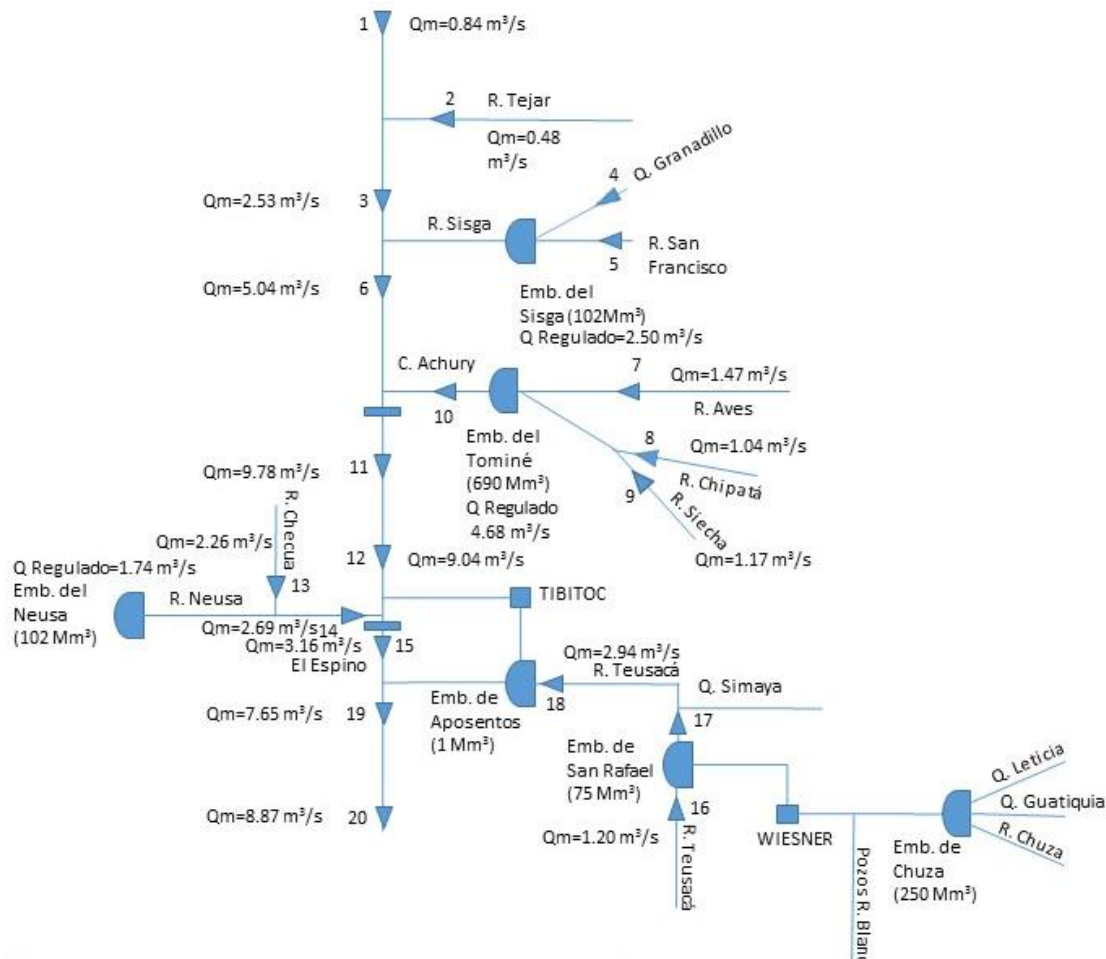 1
Qm=0.84 m³/s
2
R. Tejar
Qm=0.48
m³/s
4
Q. Granadillo
Qm=2.53 m³/s
3
R. Sisga
5
R. San
Francisco
Qm=5.04 m³/s
6
Emb. del
Sisga (102Mm³)
Q Regulado=2.50 m³/s
C. Achury
10
7
Qm=1.47 m³/s
R. Aves
Emb. del
Tominé
(690 Mm³)
Q Regulado
4.68 m³/s
8
Qm=1.04 m³/s
R. Chipatá
9
R. Siecha
Qm=1.17 m³/s
11
Qm=9.78 m³/s
R. Checua
Qm=2.26 m³/s
12
Qm=9.04 m³/s
Q Regulado=1.74 m³/s
Emb. del
Neusa
(102 Mm³)
R. Neusa
13
TIBITOC
Qm=2.69 m³/s
14
Qm=3.16 m³/s
15
El Espino
Qm=2.94 m³/s
R. Teusacá
18
Q. Simaya
17
Qm=7.65 m³/s
19
Emb. de
Aposentos
(1 Mm³)
Emb. de
San Rafael
(75 Mm³)
16
Qm=1.20 m³/s
R. Teusacá
Qm=8.87 m³/s
20
WIESNER
Q. Leticia
Q. Guatiquia
R. Chuza
Emb. de
Chuza
(250 Mm³)
Pozos R. Blanc